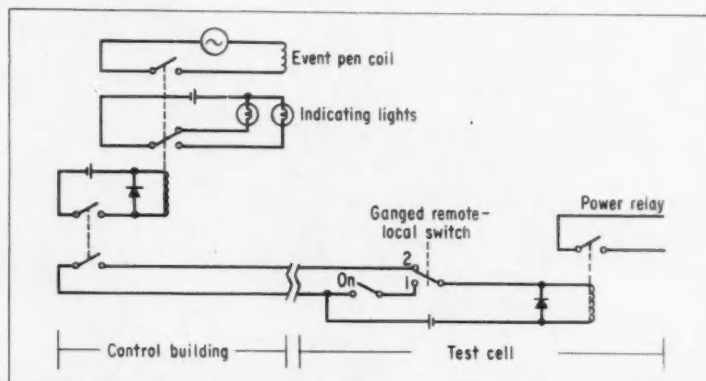 Event pen coil
Indicating lights
Power relay
Ganged remote-
local switch
2
On
1
Control building
Test cell